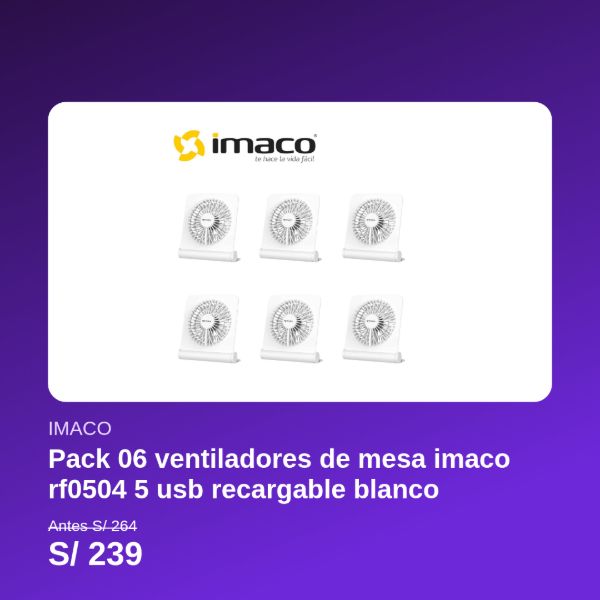 imaco
te hace la vida fácil
IMACO
Pack 06 ventiladores de mesa imaco
rf0504 5 usb recargable blanco
Antes S/ 264
S/ 239